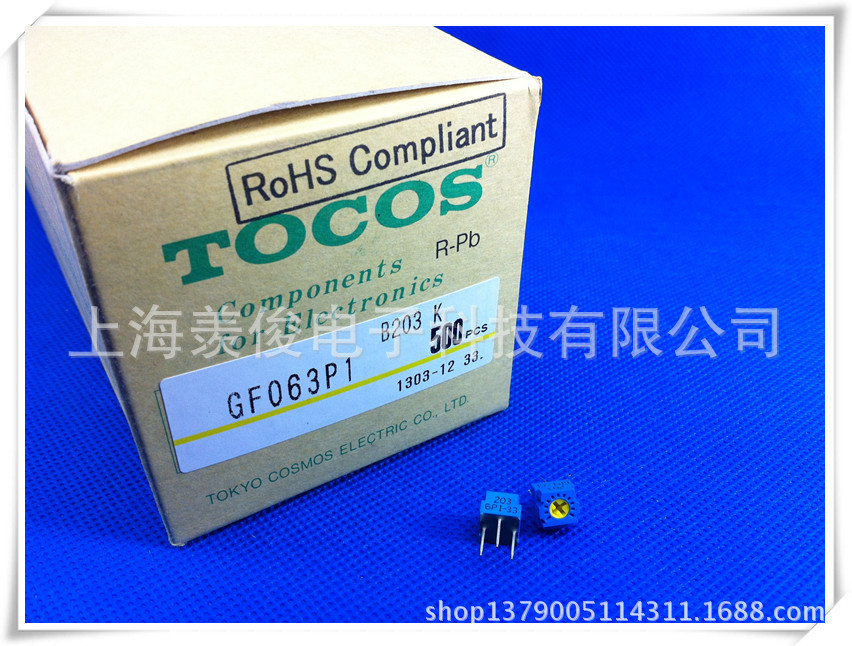 RoHS Compliant
TOCOS®
R-Pb
Components
for Electronics
B203 K
500 PCS
GF063P1
1303-12 33.
TOKYO COSMOS ELECTRIC CO., LTD.
上海羡俊电子科技有限公司
203
6P1-33
shop1379005114311.1688.com